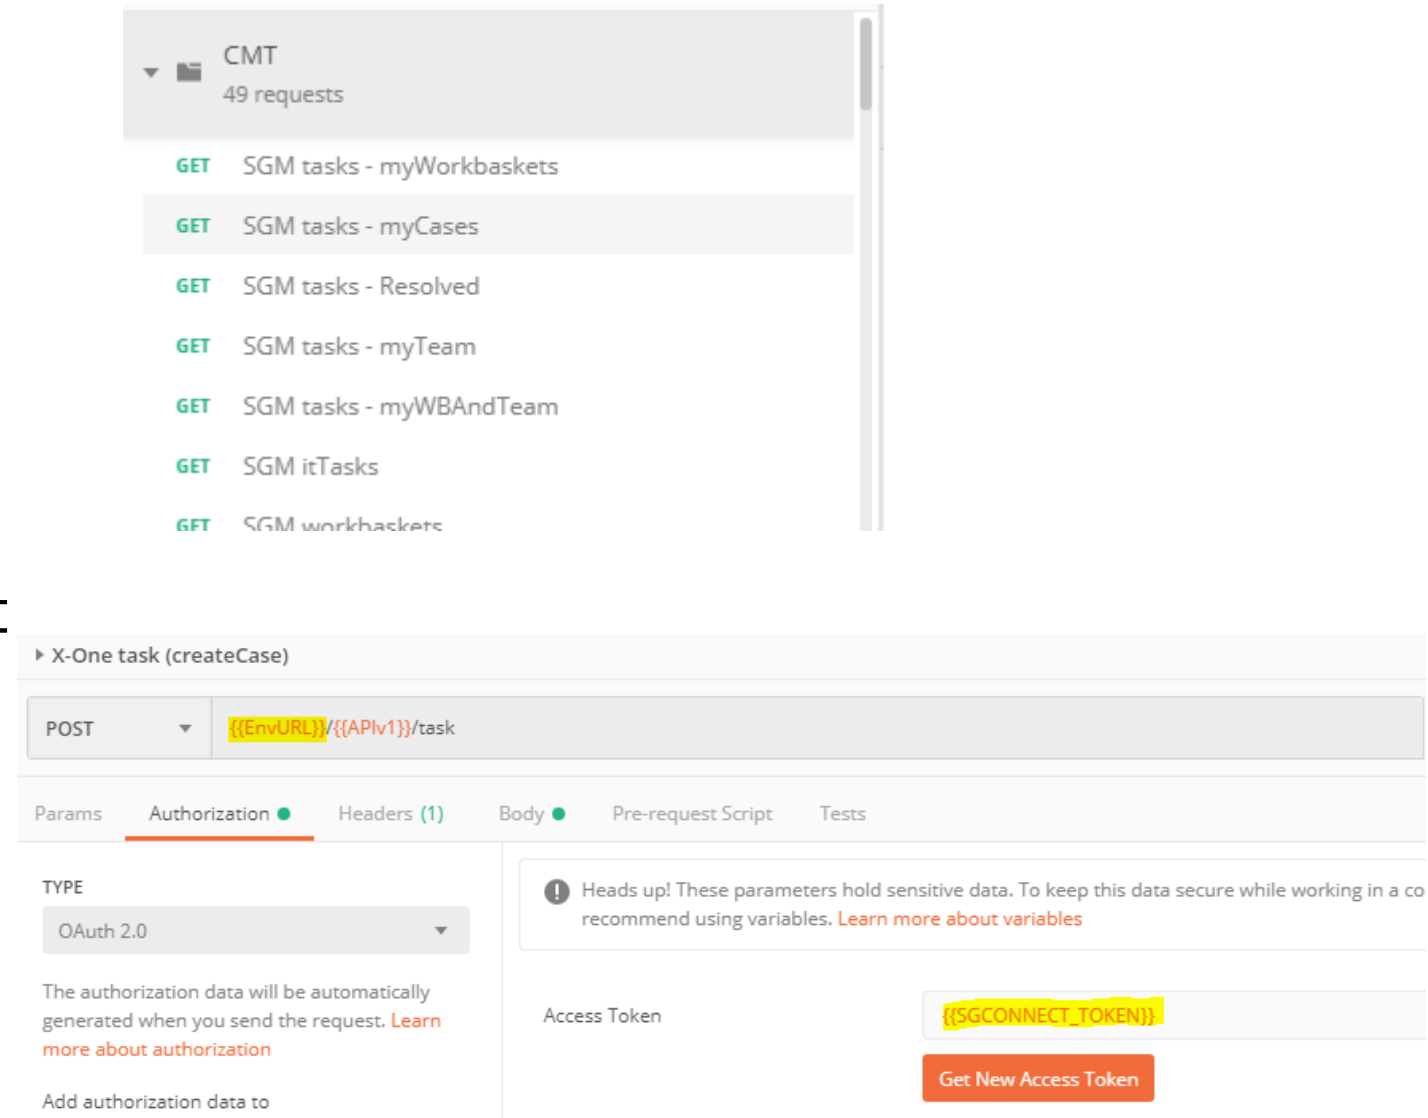 CMT
49 requests
GET SGM tasks - myWorkbaskets
GET SGM tasks - myCases
GET SGM tasks - Resolved
GET SGM tasks - myTeam
GET SGM tasks - myWBAndTeam
GET SGM itTasks
GET SGM workbaskets
X-One task (createCase)
POST {{EnvURL}}/{{APIv1}}/task
Params Authorization Headers (1) Body Pre-request Script Tests
TYPE
OAuth 2.0
The authorization data will be automatically
generated when you send the request. Learn
more about authorization
Add authorization data to
Heads up! These parameters hold sensitive data. To keep this data secure while working in a co
recommend using variables. Learn more about variables
Access Token {{SGCONNECT_TOKEN}}
Get New Access Token